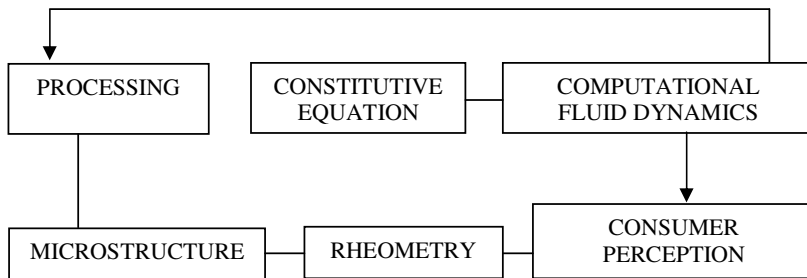 PROCESSING
CONSTITUTIVE
EQUATION
COMPUTATIONAL
FLUID DYNAMICS
MICROSTRUCTURE
RHEOMETRY
CONSUMER
PERCEPTION